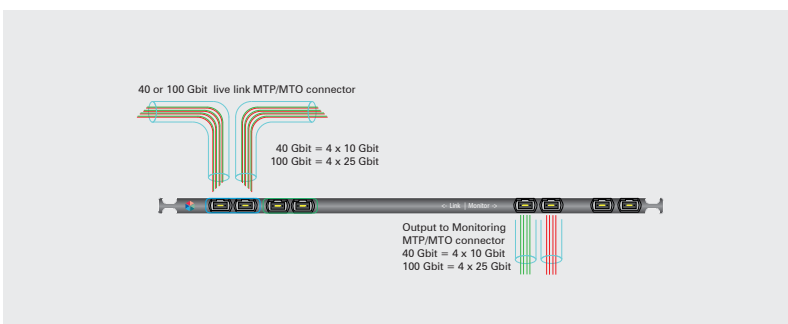 40 or 100 Gbit  live link MTP/MTO connector
40 Gbit = 4 x 10 Gbit
100 Gbit = 4 x 25 Gbit
<- Link | Monitor ->
Output to Monitoring
MTP/MTO connector
40 Gbit = 4 x 10 Gbit
100 Gbit = 4 x 25 Gbit